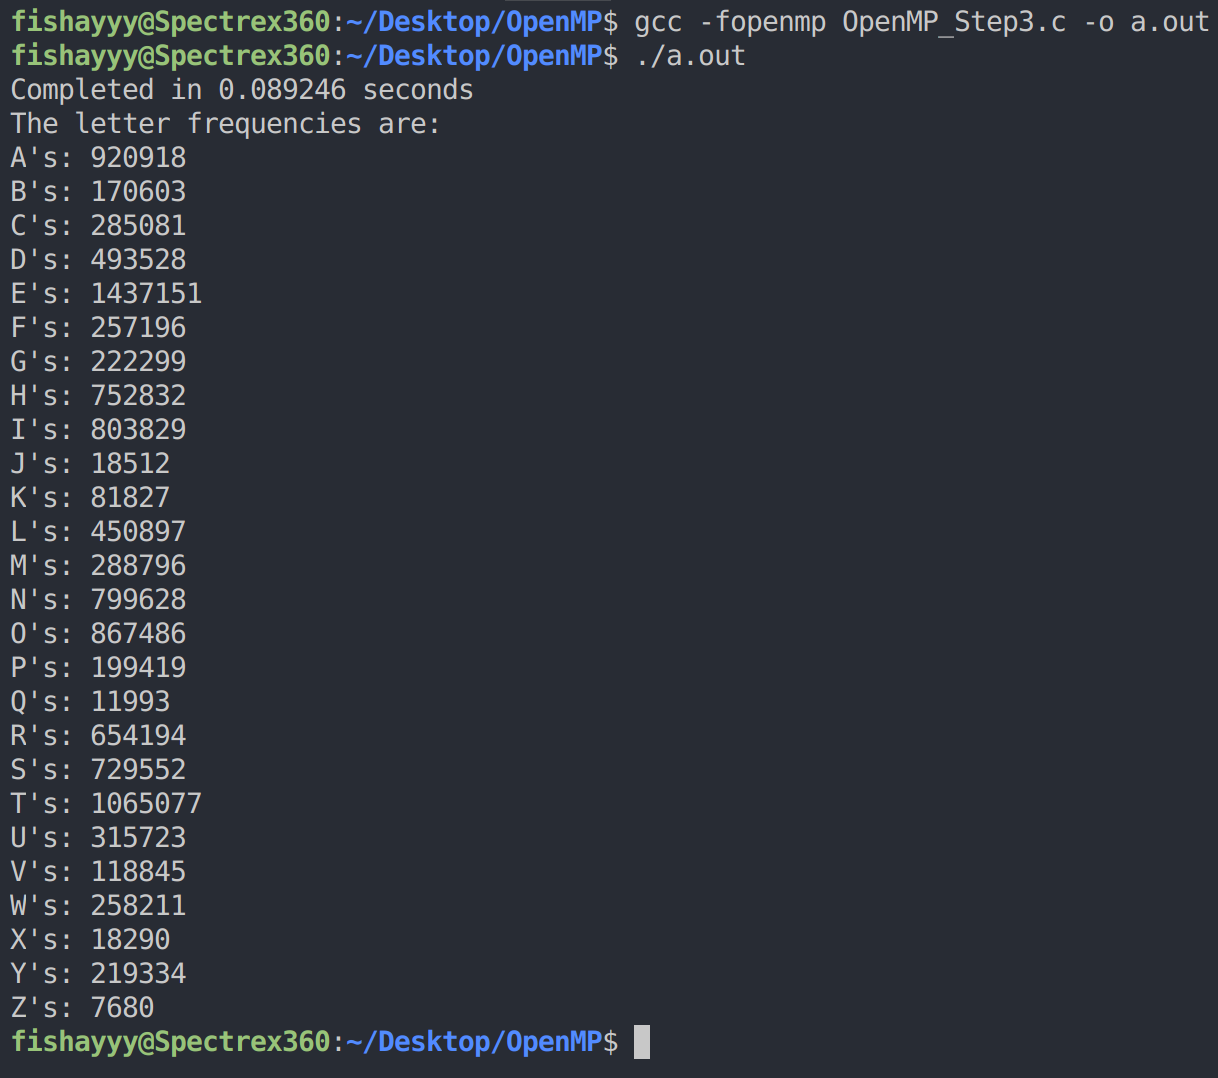 fishayyy@Spectrex360:~/Desktop/OpenMP$ gcc -fopenmp OpenMP_Step3.c -o a.out
fishayyy@Spectrex360:~/Desktop/OpenMP$ ./a.out
Completed in 0.089246 seconds
The letter frequencies are:
A's: 920918
B's: 170603
C's: 285081
D's: 493528
E's: 1437151
F's: 257196
G's: 222299
H's: 752832
I's: 803829
J's: 18512
K's: 81827
L's: 450897
M's: 288796
N's: 799628
O's: 867486
P's: 199419
Q's: 11993
R's: 654194
S's: 729552
T's: 1065077
U's: 315723
V's: 118845
W's: 258211
X's: 18290
Y's: 219334
Z's: 7680
fishayyy@Spectrex360:~/Desktop/OpenMP$